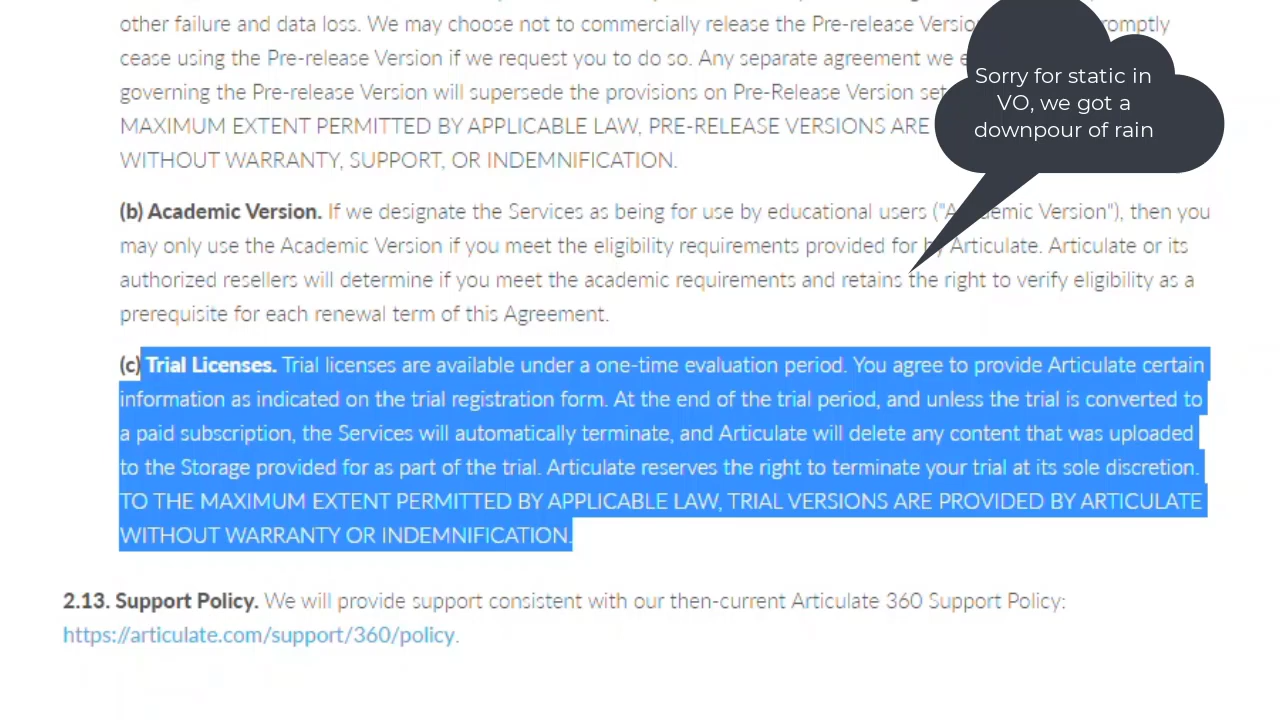 other failure and data loss. We may choose not to commercially release the Pre-release Versio romptly
cease using the Pre-release Version if we request you to do so. Any separate agreement we e
governing the Pre-release Version will supersede the provisions on Pre-Release Version set
MAXIMUM EXTENT PERMITTED BY APPLICABLE LAW, PRE-RELEASE VERSIONS ARE
WITHOUT WARRANTY, SUPPORT, OR INDEMNIFICATION.
Sorry for static in
VO, we got a
downpour of rain
(b) Academic Version. If we designate the Services as being for use by educational users ("A emic Version"), then you
may only use the Academic Version if you meet the eligibility requirements provided for by Articulate. Articulate or its
authorized resellers will determine if you meet the academic requirements and retains the right to verify eligibility as a
prerequisite for each renewal term of this Agreement.
(c) Trial Licenses. Trial licenses are available under a one-time evaluation period. You agree to provide Articulate certain
information as indicated on the trial registration form. At the end of the trial period, and unless the trial is converted to
a paid subscription, the Services will automatically terminate, and Articulate will delete any content that was uploaded
to the Storage provided for as part of the trial. Articulate reserves the right to terminate your trial at its sole discretion.
TO THE MAXIMUM EXTENT PERMITTED BY APPLICABLE LAW, TRIAL VERSIONS ARE PROVIDED BY ARTICULATE
WITHOUT WARRANTY OR INDEMNIFICATION.
2.13. Support Policy. We will provide support consistent with our then-current Articulate 360 Support Policy:
https://articulate.com/support/360/policy.